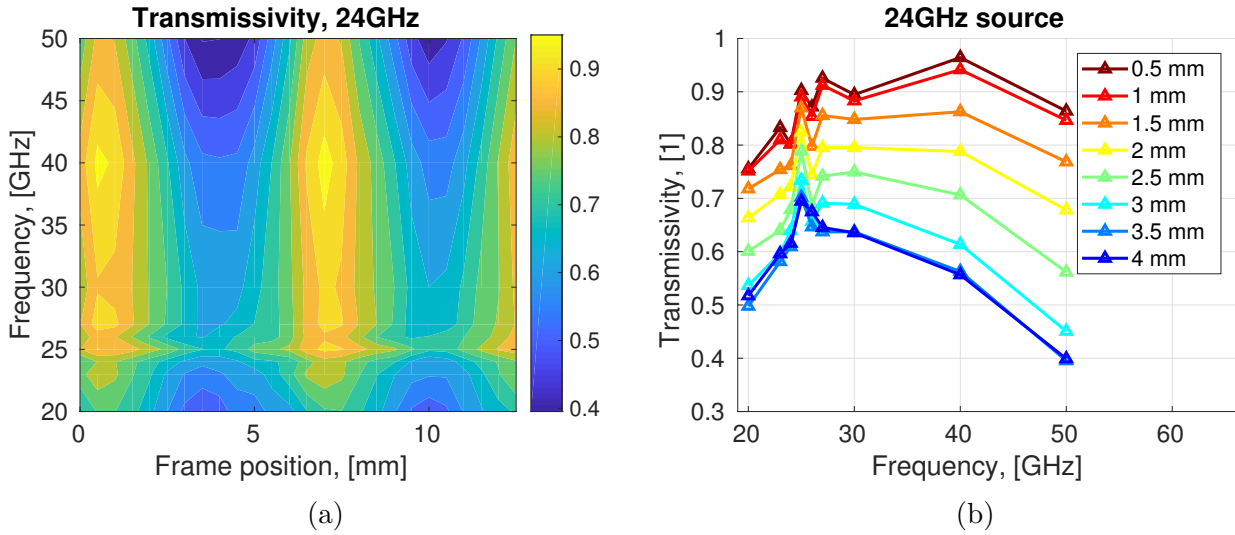 Transmissivity, 24GHz
50
45
40
35
30
25
20
Frequency, [GHz]
0
5
10
Frame position, [mm]
0.9
0.8
0.7
0.6
0.5
0.4
(a)
24GHz source
1
0.9
0.8
0.7
0.6
0.5
0.4
0.3
Transmissivity, [1]
20
30
40
50
60
Frequency, [GHz]
0.5 mm
1 mm
1.5 mm
2 mm
2.5 mm
3 mm
3.5 mm
4 mm
(b)